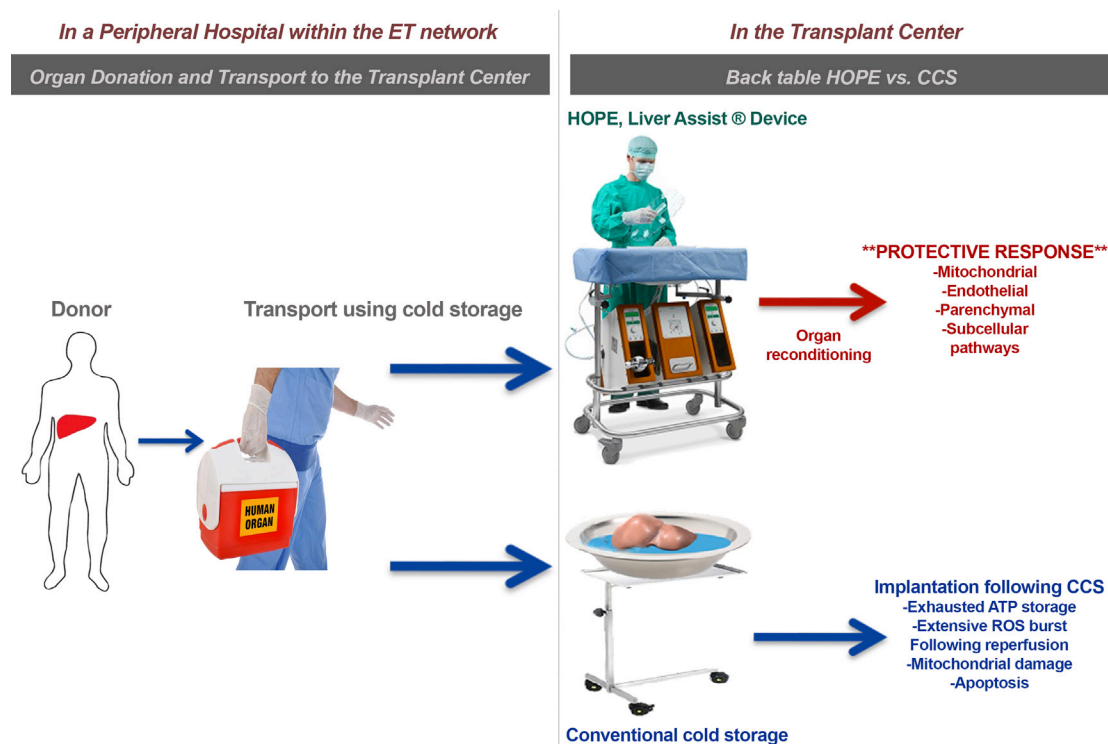 In a Peripheral Hospital within the ET network
Organ Donation and Transport to the Transplant Center
Donor
Transport using cold storage
HUMAN
ORGAN
In the Transplant Center
Back table HOPE vs. CCS
HOPE, Liver Assist ® Device
Organ
reconditioning
**PROTECTIVE RESPONSE**
-Mitochondrial
-Endothelial
-Parenchymal
-Subcellular
pathways
Implantation following CCS
-Exhausted ATP storage
-Extensive ROS burst
Following reperfusion
-Mitochondrial damage
-Apoptosis
Conventional cold storage